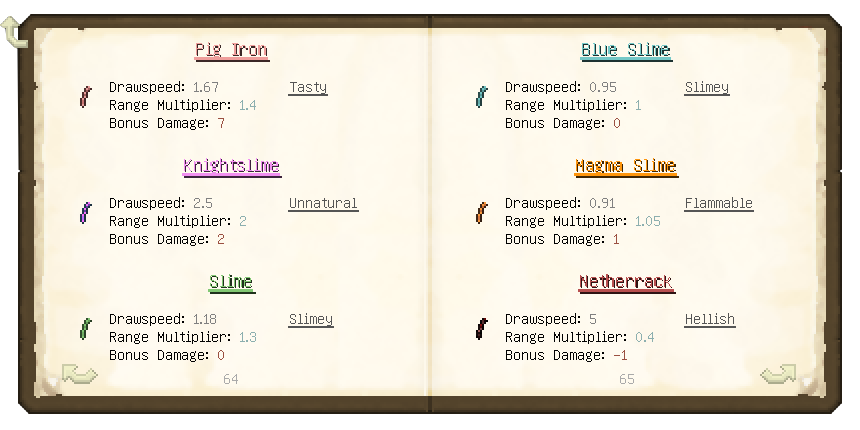 Pig Iron
Drawspeed: 1.67 Tasty
Range Multiplier: 1.4
Bonus Damage: 7
Knightslime
Drawspeed: 2.5 Unnatural
Range Multiplier: 2
Bonus Damage: 2
Slime
Drawspeed: 1.18 Slimey
Range Multiplier: 1.3
Bonus Damage: 0
64
Blue Slime
Drawspeed: 0.95 Slimey
Range Multiplier: 1
Bonus Damage: 0
Magma Slime
Drawspeed: 0.91 Flammable
Range Multiplier: 1.05
Bonus Damage: 1
Netherrack
Drawspeed: 5 Hellish
Range Multiplier: 0.4
Bonus Damage: -1
65